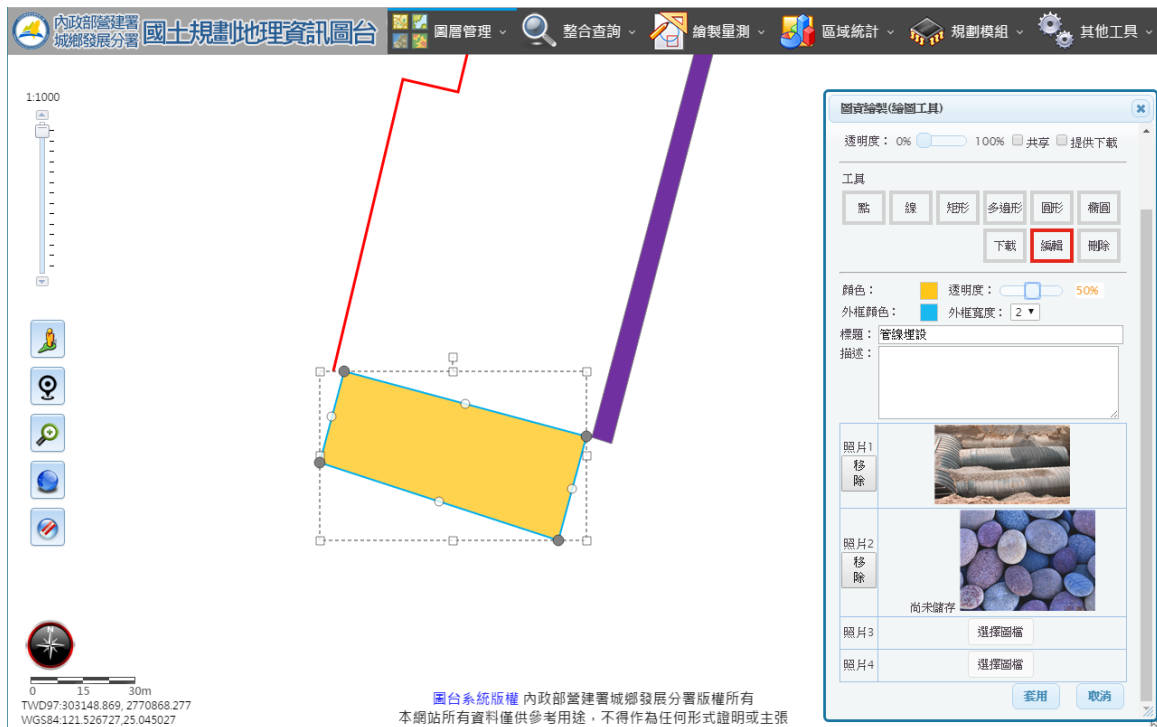 內政部營建署
城鄉發展分署
國土規劃地理資訊圖台
圖層管理
整合查詢
繪製量測
區域統計
規劃模組
其他工具
1:1000
圖資繪製(繪圖工具)
透明度： 0% 100% 共享 提供下載
工具
點 線 矩形 多邊形 圓形 橢圓
下載 編輯 刪除
顏色： 透明度： 50%
外框顏色： 外框寬度： 2
標題： 管線埋設
描述：
照片1
移除
照片2
移除
尚未儲存
照片3 選擇圖檔
照片4 選擇圖檔
套用 取消
N
0 15 30m
TWD97:303148.869, 2770868.277
WGS84:121.526727,25.045027
圖台系統版權 內政部營建署城鄉發展分署版權所有
本網站所有資料僅供參考用途，不得作為任何形式證明或主張